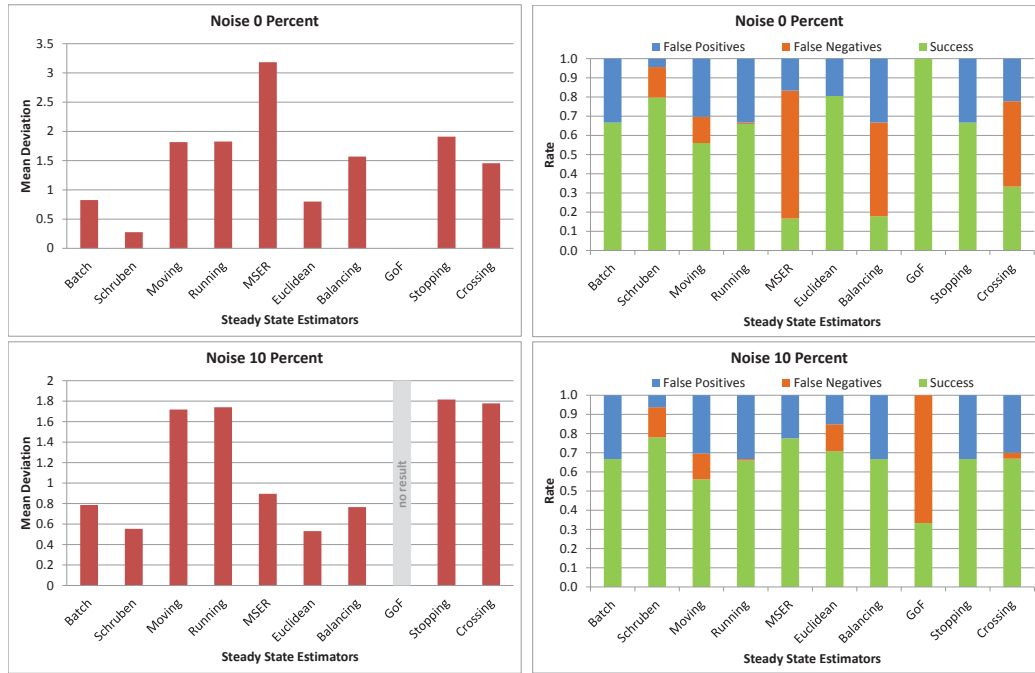 Noise 0 Percent
Mean Deviation
3.5
3
2.5
2
1.5
1
0.5
0
Batch
Schruben
Moving
Running
MSER
Euclidean
Balancing
GoF
Stopping
Crossing
Steady State Estimators
Noise 0 Percent
False Positives
False Negatives
Success
Rate
1.0
0.9
0.8
0.7
0.6
0.5
0.4
0.3
0.2
0.1
0.0
Batch
Schruben
Moving
Running
MSER
Euclidean
Balancing
GoF
Stopping
Crossing
Steady State Estimators
Noise 10 Percent
Mean Deviation
2
1.8
1.6
1.4
1.2
1
0.8
0.6
0.4
0.2
0
no result
Batch
Schruben
Moving
Running
MSER
Euclidean
Balancing
GoF
Stopping
Crossing
Steady State Estimators
Noise 10 Percent
False Positives
False Negatives
Success
Rate
1.0
0.9
0.8
0.7
0.6
0.5
0.4
0.3
0.2
0.1
0.0
Batch
Schruben
Moving
Running
MSER
Euclidean
Balancing
GoF
Stopping
Crossing
Steady State Estimators